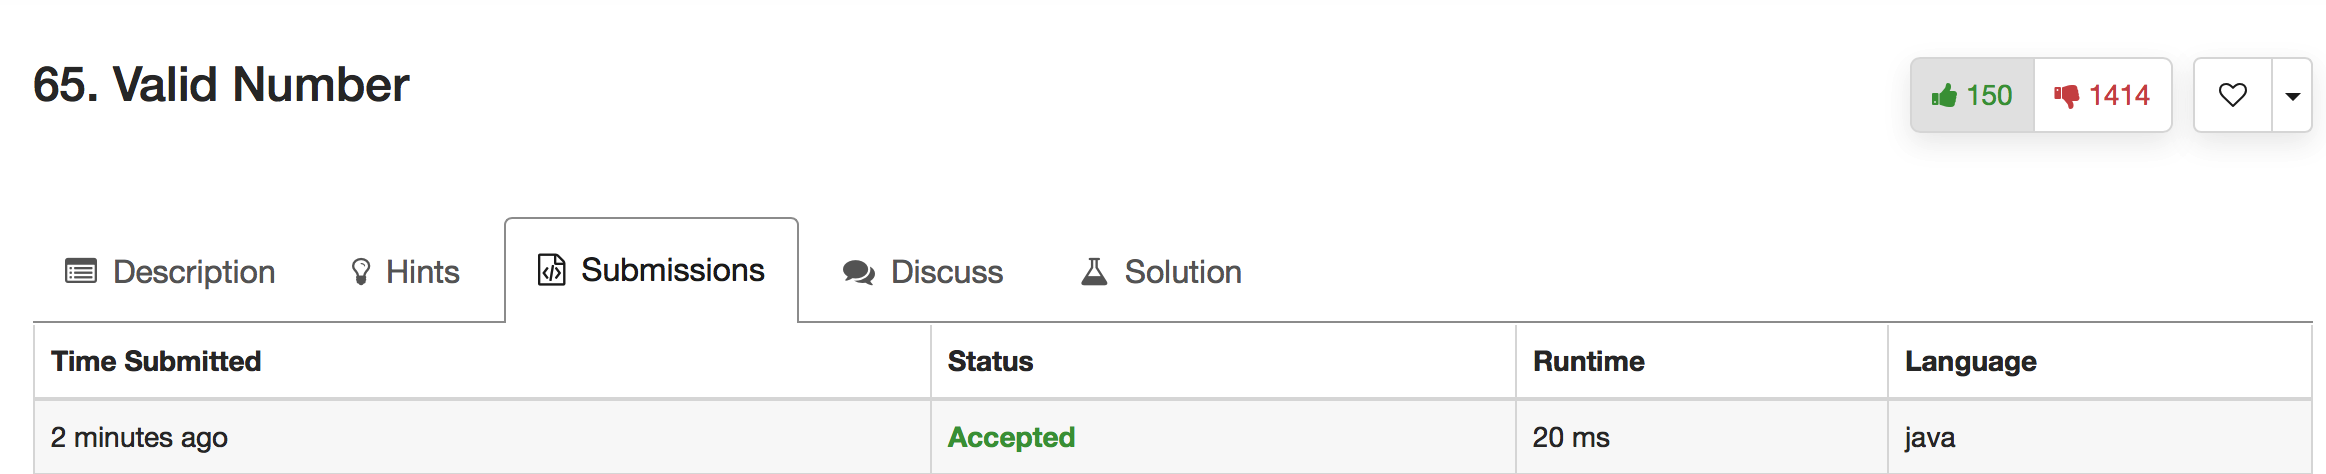 65. Valid Number
150 1414
Description Hints Submissions Discuss Solution
Time Submitted Status Runtime Language
2 minutes ago Accepted 20 ms java